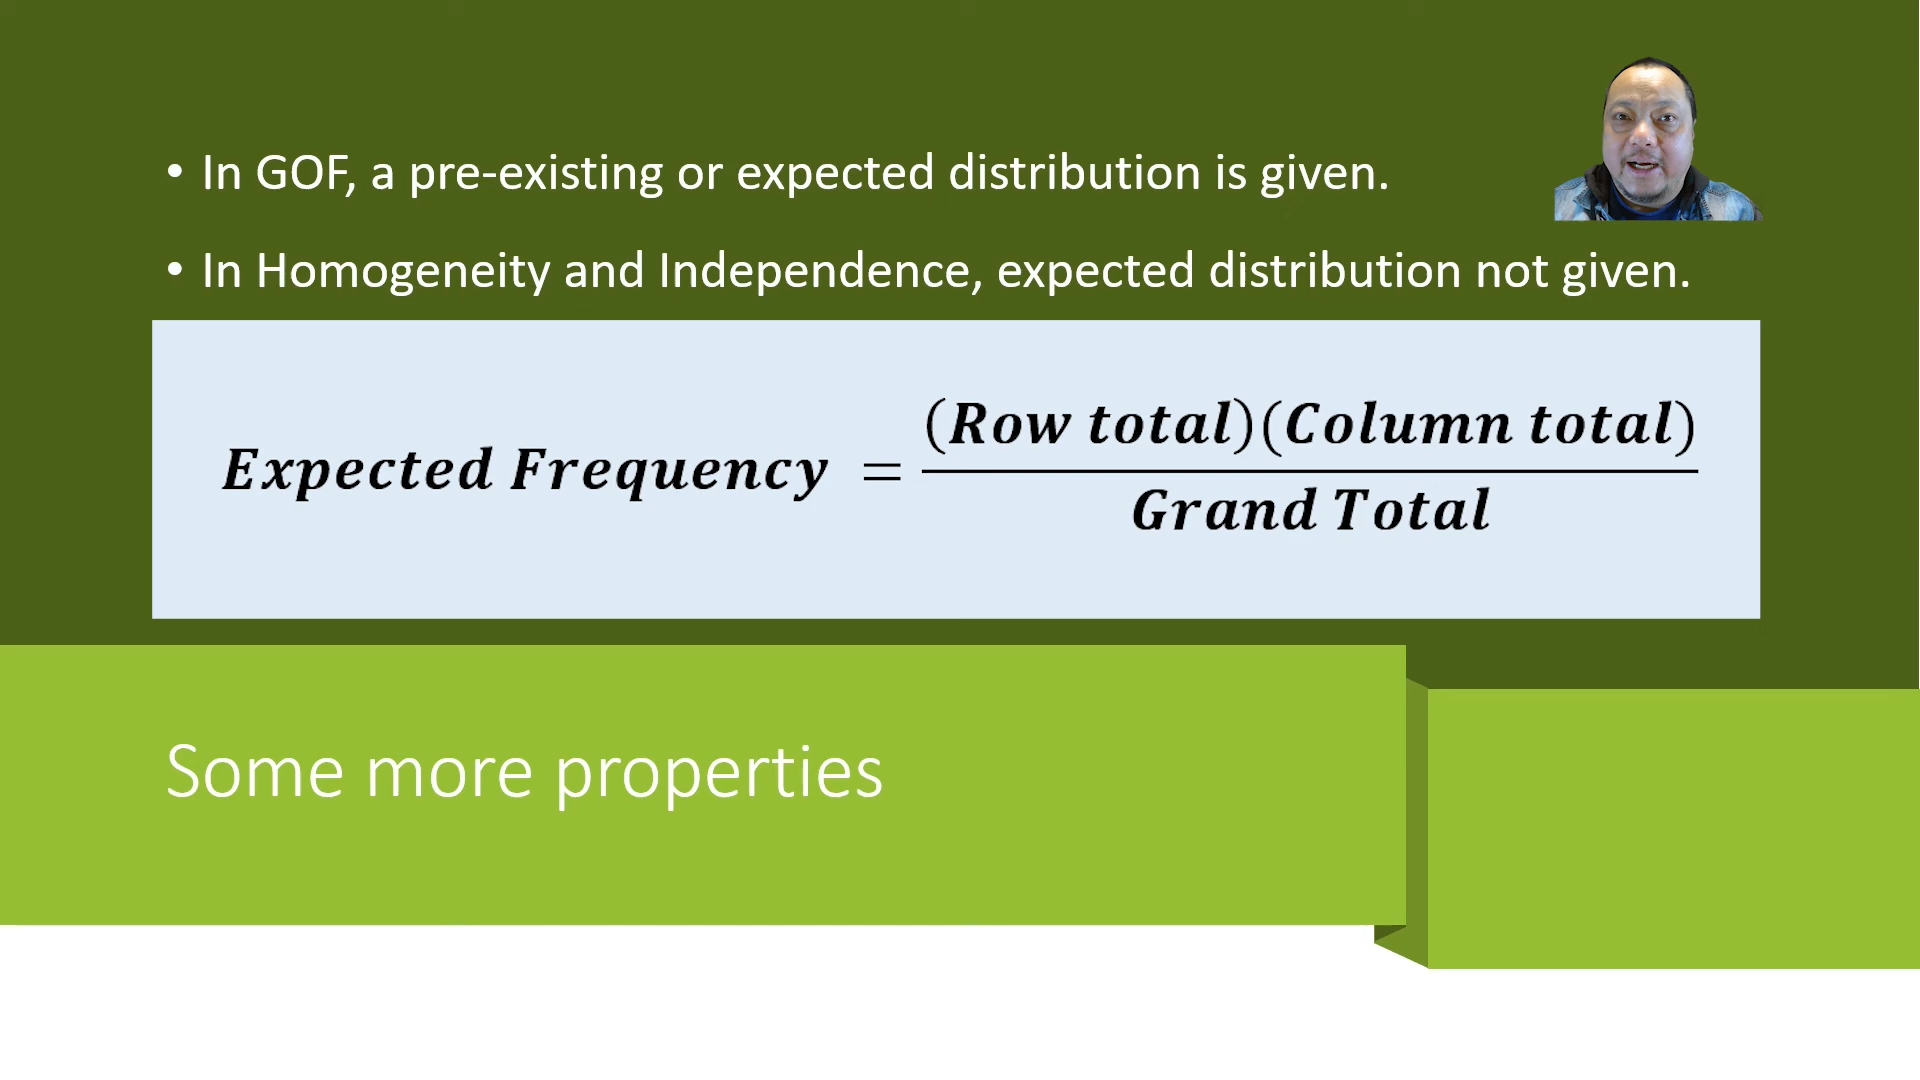 • In GOF, a pre-existing or expected distribution is given.
• In Homogeneity and Independence, expected distribution not given.
Expected Frequency = (Row total)(Column total) / Grand Total
Some more properties